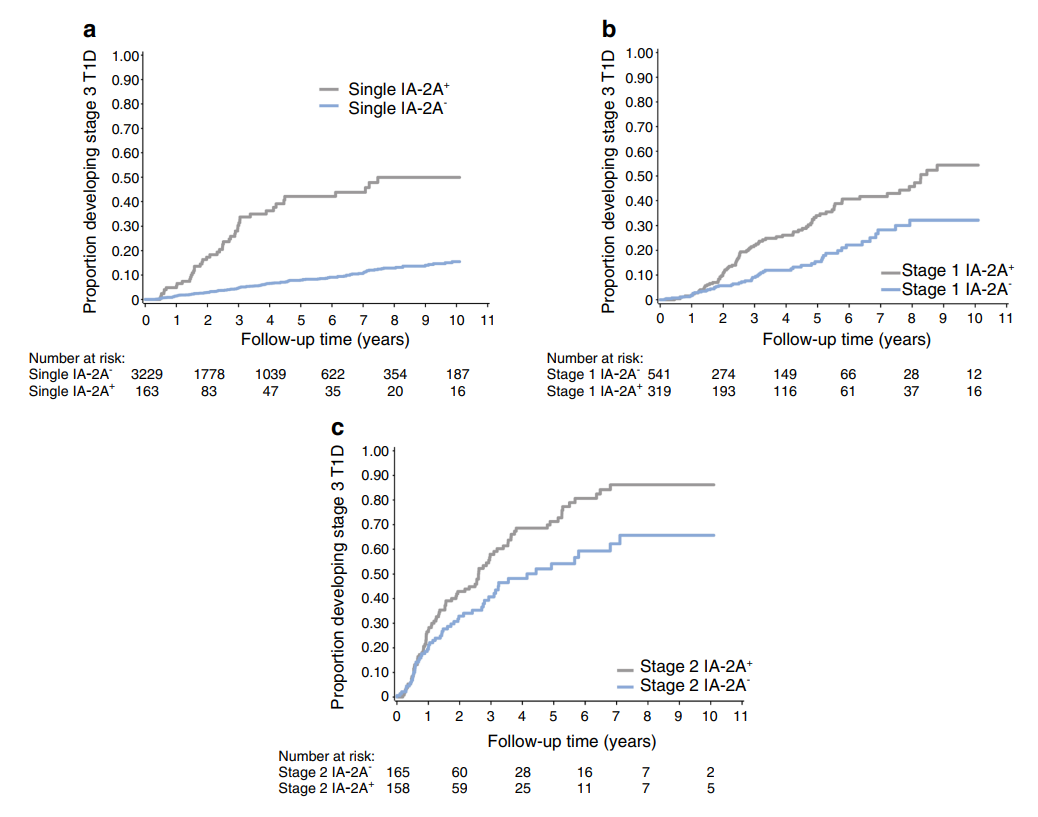 a
Proportion developing stage 3 T1D
1.00
0.90
0.80
0.70
0.60
0.50
0.40
0.30
0.20
0.10
0
Single IA-2A⁺
Single IA-2A⁻
0 1 2 3 4 5 6 7 8 9 10 11
Follow-up time (years)
Number at risk:
Single IA-2A⁻ 3229 1778 1039 622 354 187
Single IA-2A⁺ 163 83 47 35 20 16
b
Proportion developing stage 3 T1D
1.00
0.90
0.80
0.70
0.60
0.50
0.40
0.30
0.20
0.10
0
Stage 1 IA-2A⁺
Stage 1 IA-2A⁻
0 1 2 3 4 5 6 7 8 9 10 11
Follow-up time (years)
Number at risk:
Stage 1 IA-2A⁻ 541 274 149 66 28 12
Stage 1 IA-2A⁺ 319 193 116 61 37 16
c
Proportion developing stage 3 T1D
1.00
0.90
0.80
0.70
0.60
0.50
0.40
0.30
0.20
0.10
0
Stage 2 IA-2A⁺
Stage 2 IA-2A⁻
0 1 2 3 4 5 6 7 8 9 10 11
Follow-up time (years)
Number at risk:
Stage 2 IA-2A⁻ 165 60 28 16 7 2
Stage 2 IA-2A⁺ 158 59 25 11 7 5